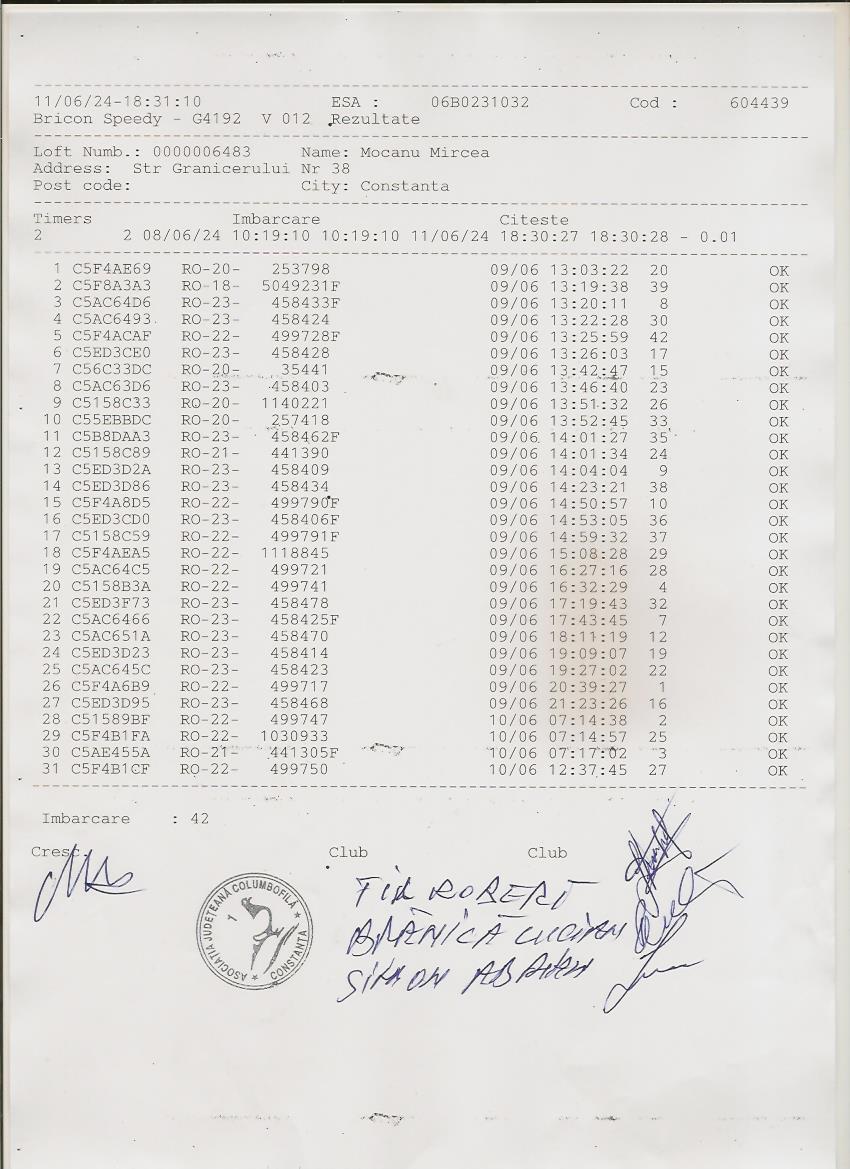 11/06/24-18:31:10 ESA : 06B0231032 Cod : 604439
Bricon Speedy - G4192 V 012 Rezultate
Loft Numb.: 0000006483 Name: Mocanu Mircea
Address: Str Granicerului Nr 38
Post code: City: Constanta
Timers Imbarcare Citeste
2 2 08/06/24 10:19:10 10:19:10 11/06/24 18:30:27 18:30:28 - 0.01
1 C5F4AE69 RO-20- 253798 09/06 13:03:22 20 OK
2 C5F8A3A3 RO-18- 5049231F 09/06 13:19:38 39 OK
3 C5AC64D6 RO-23- 458433F 09/06 13:20:11 8 OK
4 C5AC6493 RO-23- 458424 09/06 13:22:28 30 OK
5 C5F4ACAF RO-22- 499728F 09/06 13:25:59 42 OK
6 C5ED3CE0 RO-23- 458428 09/06 13:26:03 17 OK
7 C56C33DC RO-20- 35441 09/06 13:42:47 15 OK
8 C5AC63D6 RO-23- 458403 09/06 13:46:40 23 OK
9 C5158C33 RO-20- 1140221 09/06 13:51:32 26 OK
10 C55EBBDC RO-20- 257418 09/06 13:52:45 33 OK
11 C5B8DAA3 RO-23- 458462F 09/06 14:01:27 35 OK
12 C5158C89 RO-21- 441390 09/06 14:01:34 24 OK
13 C5ED3D2A RO-23- 458409 09/06 14:04:04 9 OK
14 C5ED3D86 RO-23- 458434 09/06 14:23:21 38 OK
15 C5F4A8D5 RO-22- 499790F 09/06 14:50:57 10 OK
16 C5ED3CD0 RO-23- 458406F 09/06 14:53:05 36 OK
17 C5158C59 RO-22- 499791F 09/06 14:59:32 37 OK
18 C5F4AEA5 RO-22- 1118845 09/06 15:08:28 29 OK
19 C5AC64C5 RO-22- 499721 09/06 16:27:16 28 OK
20 C5158B3A RO-22- 499741 09/06 16:32:29 4 OK
21 C5ED3F73 RO-23- 458478 09/06 17:19:43 32 OK
22 C5AC6466 RO-23- 458425F 09/06 17:43:45 7 OK
23 C5AC651A RO-23- 458470 09/06 18:11:19 12 OK
24 C5ED3D23 RO-23- 458414 09/06 19:09:07 19 OK
25 C5AC645C RO-23- 458423 09/06 19:27:02 22 OK
26 C5F4A6B9 RO-22- 499717 09/06 20:39:27 1 OK
27 C5ED3D95 RO-23- 458468 09/06 21:23:26 16 OK
28 C51589BF RO-22- 499747 10/06 07:14:38 2 OK
29 C5F4B1FA RO-22- 1030933 10/06 07:14:57 25 OK
30 C5AE455A RO-21- 441305F 10/06 07:17:02 3 OK
31 C5F4B1CF RO-22- 499750 10/06 12:37:45 27 OK
Imbarcare : 42
Cresc. Club Club
ROBERT
BRÂNICĂ LUCIAN
SIMON
ASOCIAŢIA JUDEŢEANĂ COLUMBOFILĂ * CONSTANŢA *
1